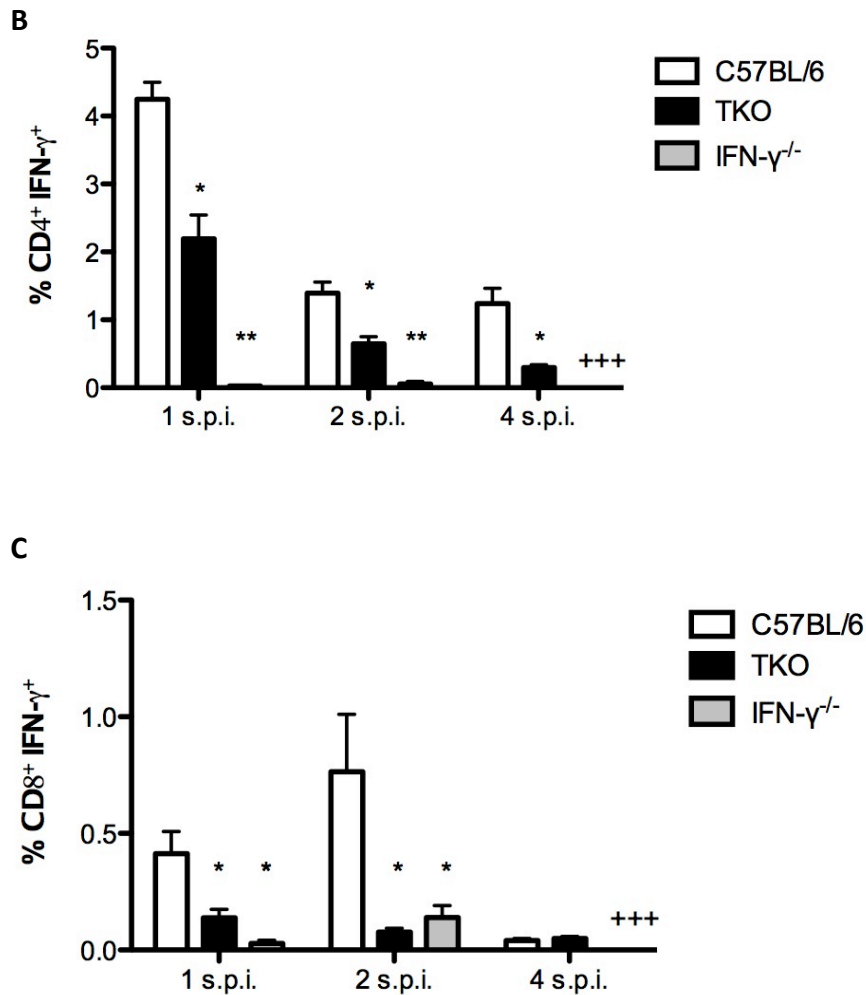 B
% CD4⁺ IFN-γ⁺
5
4
3
2
1
0
*
**
*
**
*
+++
1 s.p.i.
2 s.p.i.
4 s.p.i.
C57BL/6
TKO
IFN-γ⁻/⁻
C
% CD8⁺ IFN-γ⁺
1.5
1.0
0.5
0.0
*
*
*
*
+++
1 s.p.i.
2 s.p.i.
4 s.p.i.
C57BL/6
TKO
IFN-γ⁻/⁻